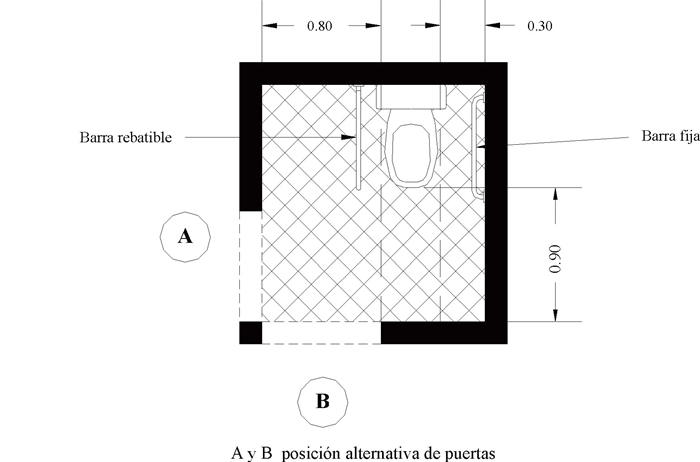 0.80
0.30
Barra rebatible
Barra fija
A
0.90
B
A y B posición alternativa de puertas